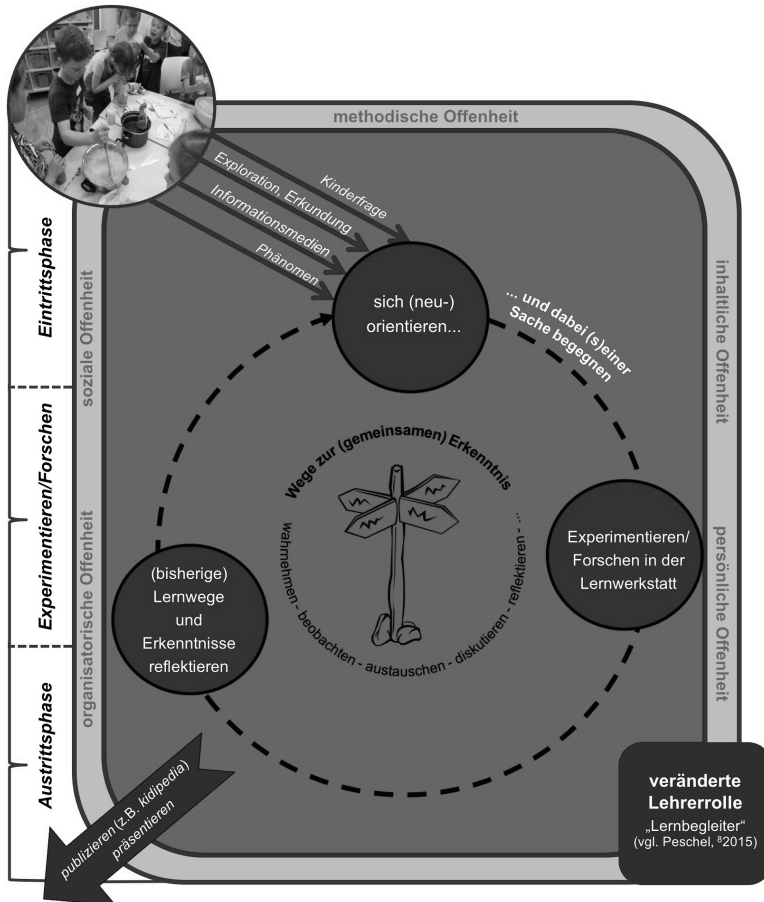 methodische Offenheit
Kinderfrage
Exploration, Erkundung
Informationsmedien
Phänomen
Eintrittsphase
soziale Offenheit
inhaltliche Offenheit
sich (neu-)
orientieren...
... und dabei (s)einer
Sache begegnen
Wege zur (gemeinsamen) Erkenntnis
wahrnehmen - beobachten - austauschen - diskutieren - reflektieren - ...
Experimentieren/Forschen
organisatorische Offenheit
persönliche Offenheit
Experimentieren/
Forschen in der
Lernwerkstatt
(bisherige)
Lernwege
und
Erkenntnisse
reflektieren
Austrittsphase
publizieren (z.B. kidipedia)
präsentieren
veränderte
Lehrerrolle
„Lernbegleiter“
(vgl. Peschel, ⁸2015)